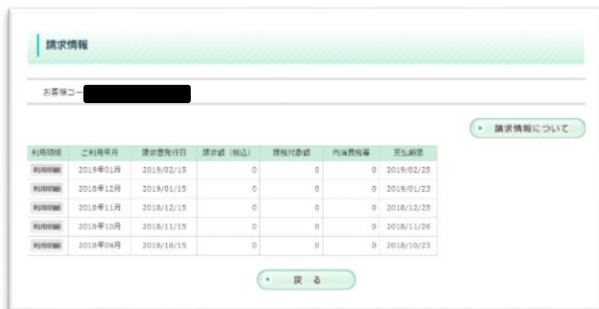 請求情報
お客様コー
請求情報について
利用明細 ご利用年月 請求書発行日 請求額（税込） 課税対象額 内消費税等 支払期限
利用明細 2019年01月 2019/02/15 0 0 0 2019/02/25
利用明細 2018年12月 2019/01/15 0 0 0 2019/01/23
利用明細 2018年11月 2018/12/15 0 0 0 2018/12/25
利用明細 2018年10月 2018/11/15 0 0 0 2018/11/26
利用明細 2018年09月 2018/10/15 0 0 0 2018/10/23
戻 る